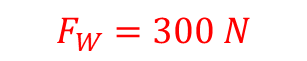 F_W = 300 N